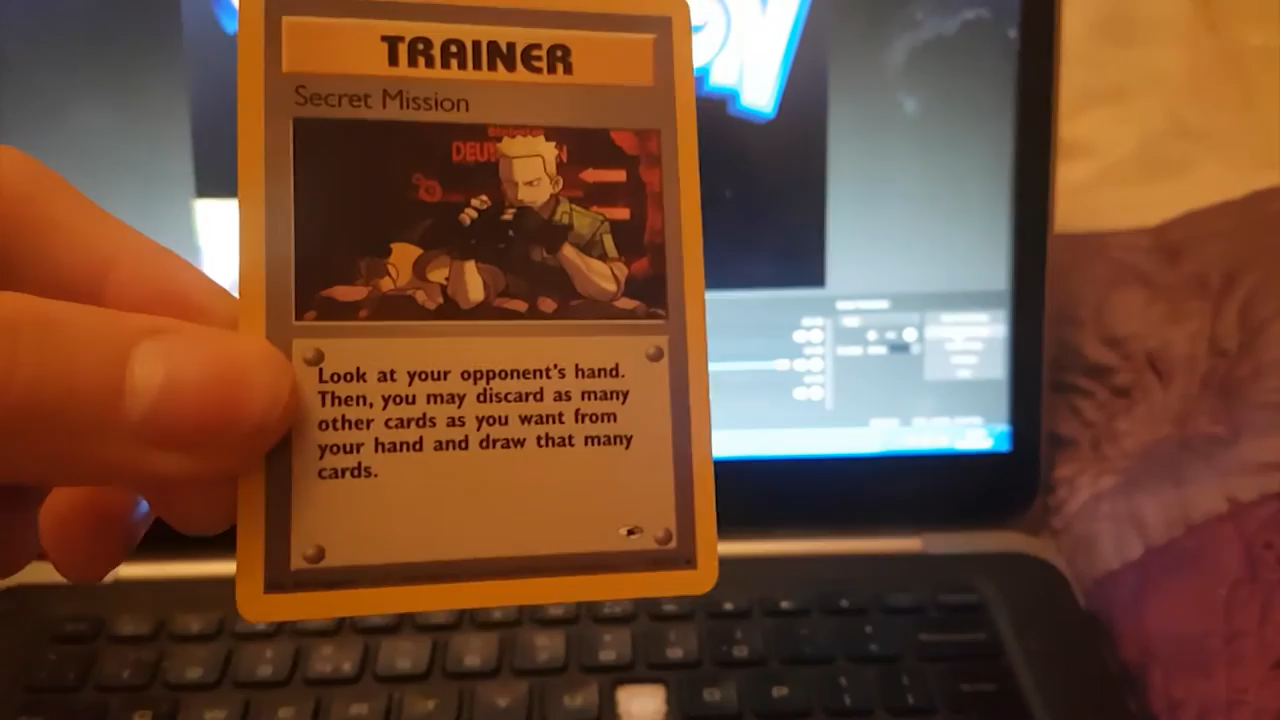 TRAINER
Secret Mission
Look at your opponent's hand.
Then, you may discard as many
other cards as you want from
your hand and draw that many
cards.